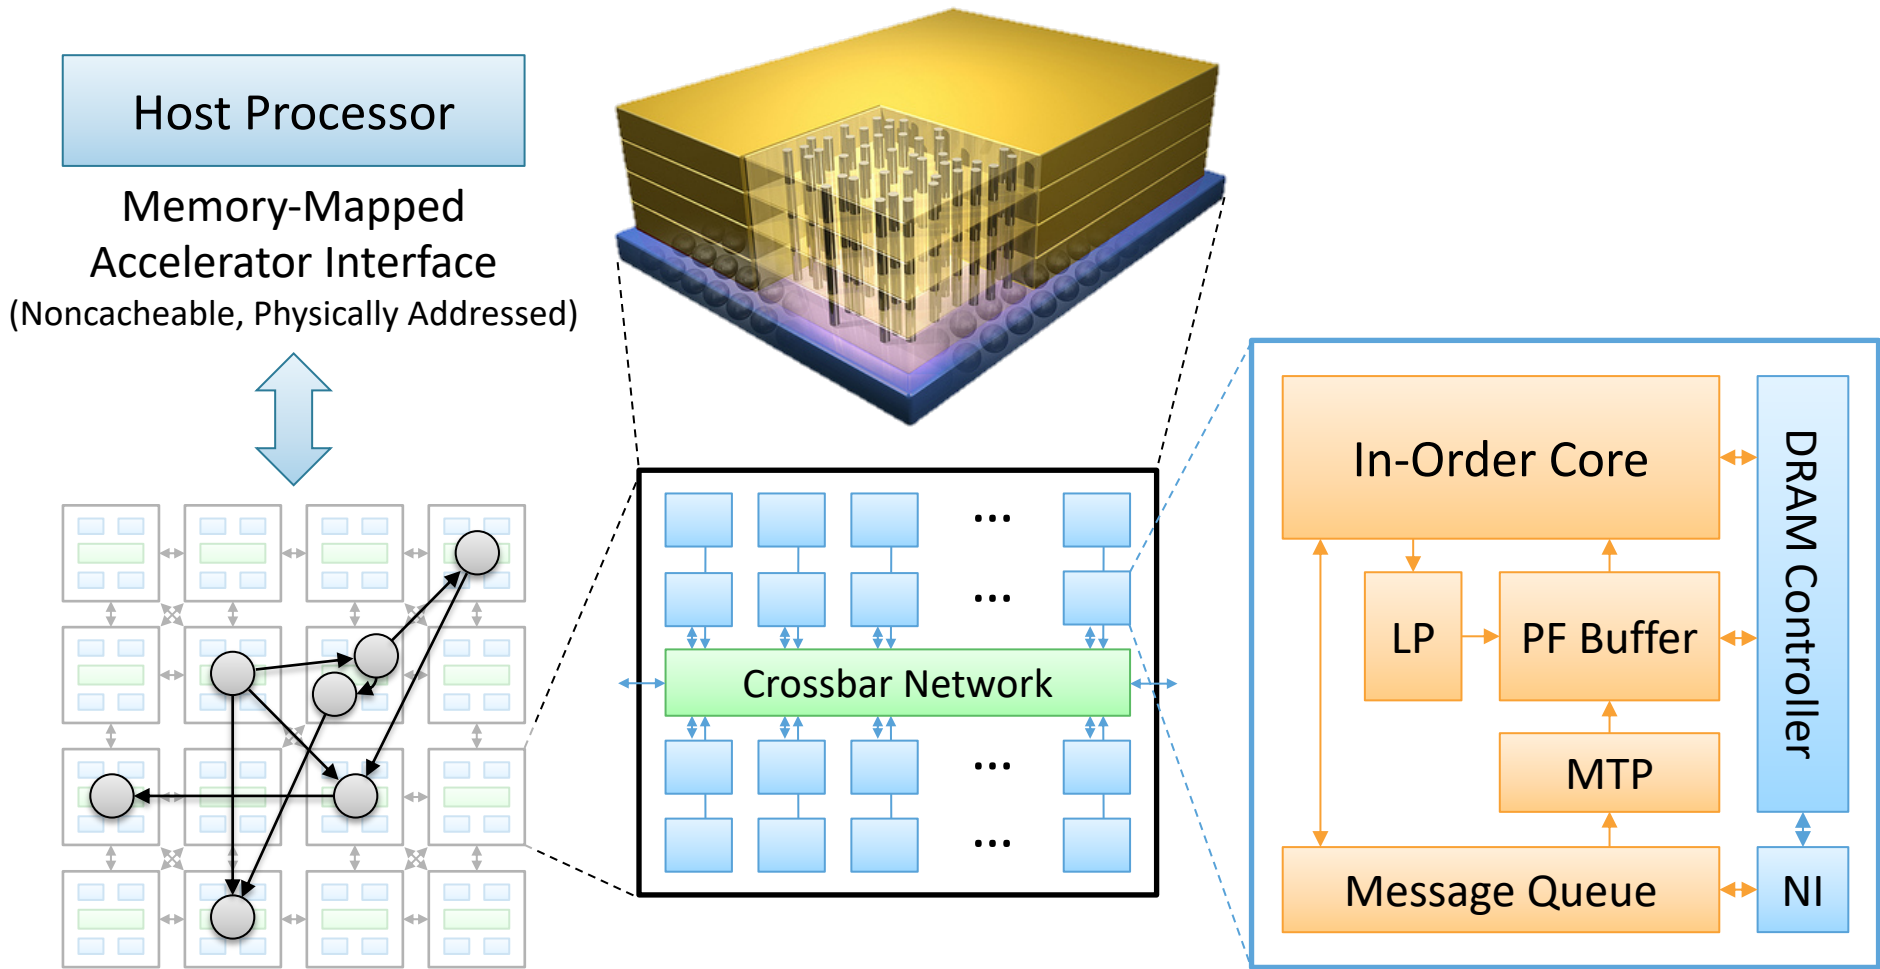 Host Processor
Memory-Mapped
Accelerator Interface
(Noncacheable, Physically Addressed)
...
...
Crossbar Network
...
...
In-Order Core
DRAM Controller
LP
PF Buffer
MTP
Message Queue
NI